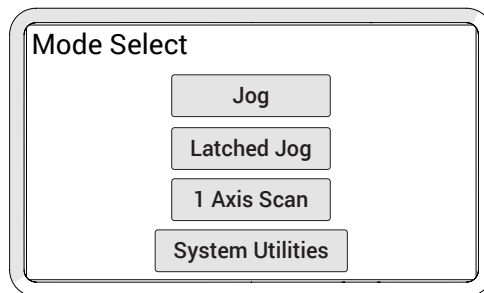 Mode Select
Jog
Latched Jog
1 Axis Scan
System Utilities